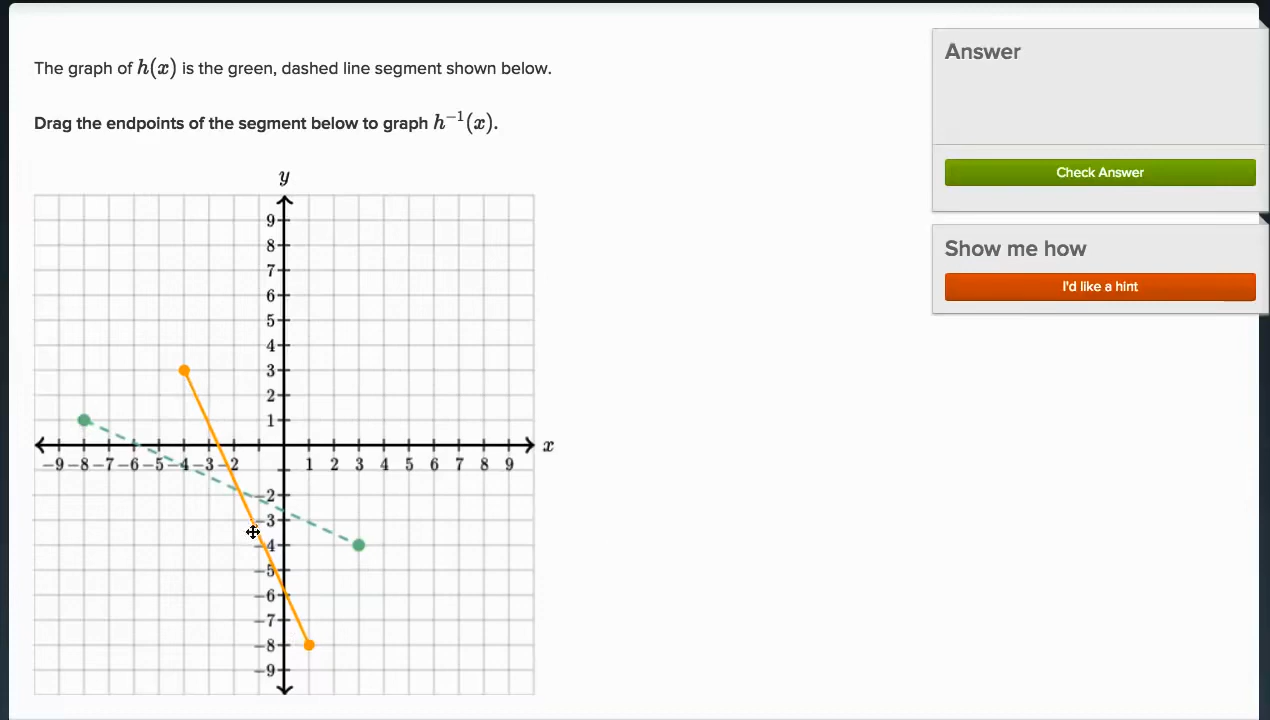 The graph of h(x) is the green, dashed line segment shown below.
Drag the endpoints of the segment below to graph h⁻¹(x).
y
9
8
7
6
5
4
3
2
1
x
−9 −8 −7 −6 −5 −4 −3 −2 1 2 3 4 5 6 7 8 9
−2
−3
−4
−5
−6
−7
−8
−9
Answer
Check Answer
Show me how
I'd like a hint